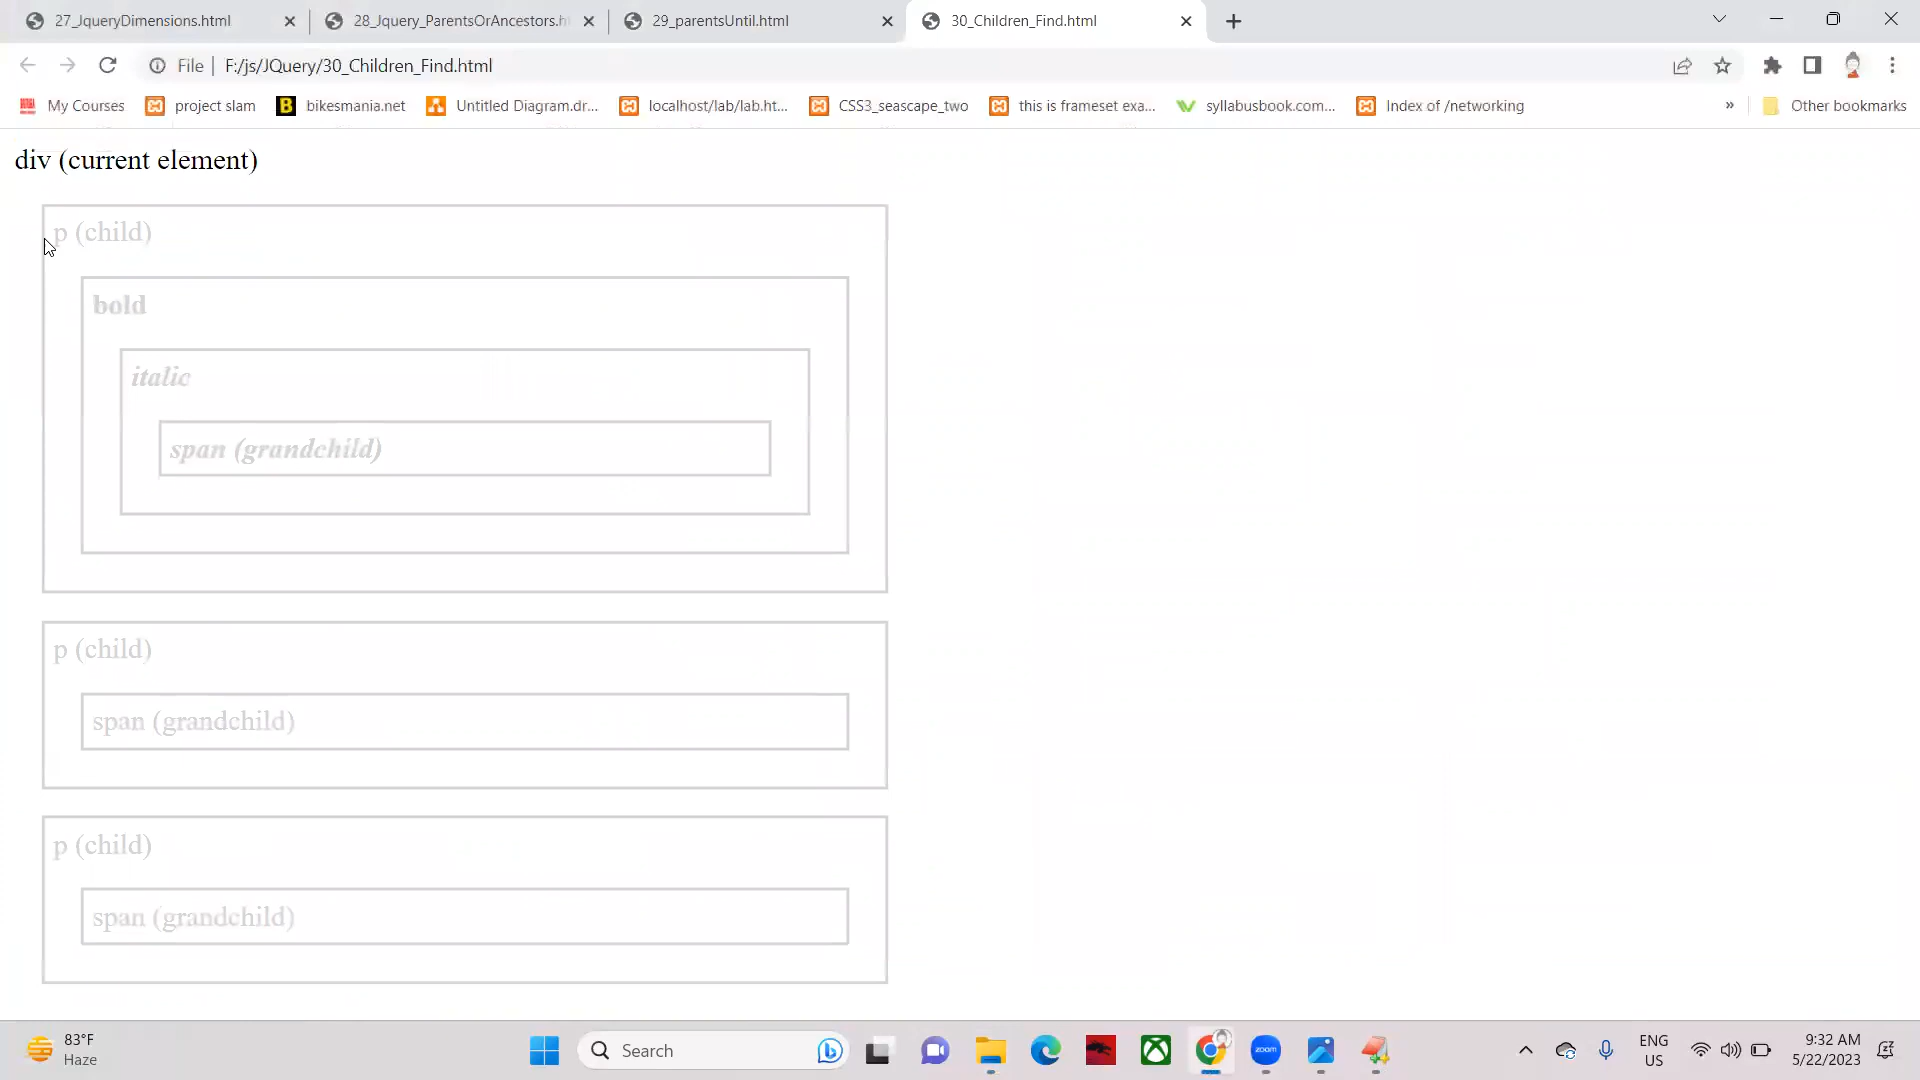 27_JqueryDimensions.html
28_Jquery_ParentsOrAncestors.h
29_parentsUntil.html
30_Children_Find.html
File | F:/js/JQuery/30_Children_Find.html
My Courses
project slam
B
bikesmania.net
Untitled Diagram.dr...
localhost/lab/lab.ht...
CSS3_seascape_two
this is frameset exa...
syllabusbook.com...
Index of /networking
»
Other bookmarks
div (current element)
p (child)
bold
italic
span (grandchild)
p (child)
span (grandchild)
p (child)
span (grandchild)
83°F
Haze
Search
zoom
ENG
US
9:32 AM
5/22/2023